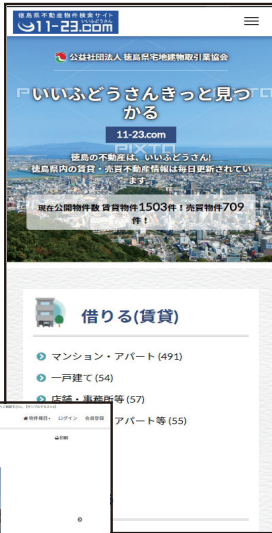 徳島県不動産物件検索サイト
11-23.com
公益社団法人 徳島県宅地建物取引業協会
いいふどうさんきっと見つ
かる
11-23.com
徳島の不動産は、いいふどうさん!
徳島県内の賃貸・売買不動産情報は毎日更新されてい
ます。
現在公開物件数 賃貸物件1503件!売買物件709
件!
借りる(賃貸)
マンション・アパート (491)
一戸建て (54)
店舗・事務所等 (57)
アパート等 (55)
物件種目
ログイン
会員登録
印刷